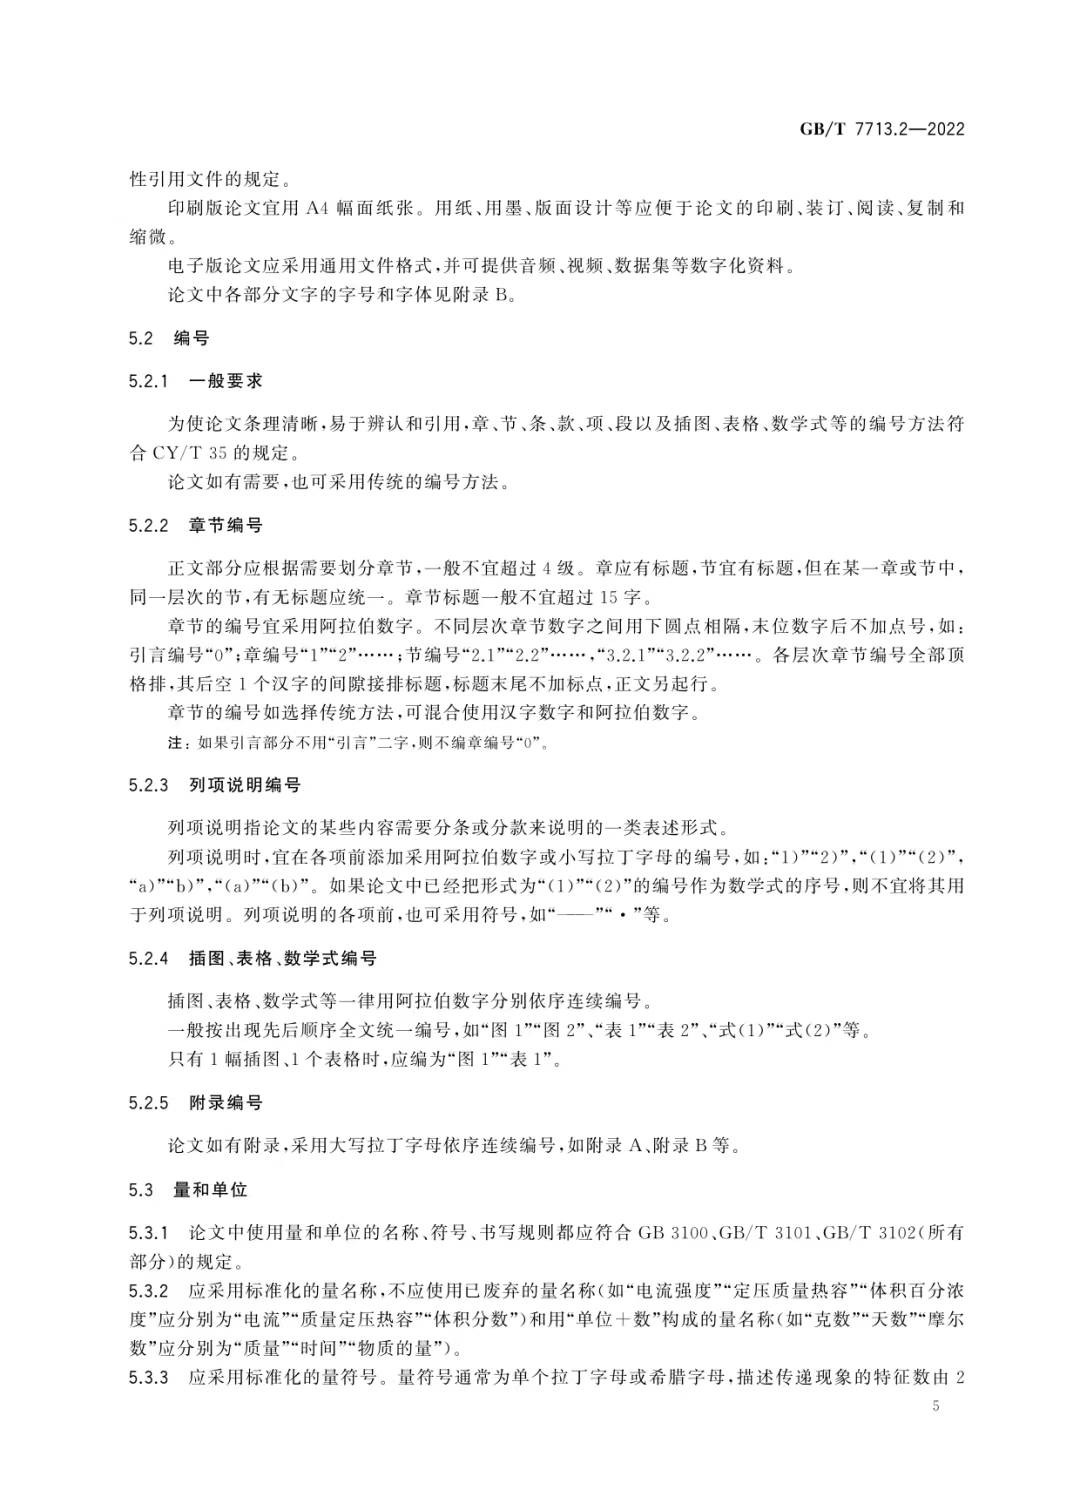 GB/T 7713.2—2022
性引用文件的规定。
印刷版论文宜用 A4 幅面纸张。用纸、用墨、版面设计等应便于论文的印刷、装订、阅读、复制和
缩微。
电子版论文应采用通用文件格式,并可提供音频、视频、数据集等数字化资料。
论文中各部分文字的字号和字体见附录 B。
5.2 编号
5.2.1 一般要求
为使论文条理清晰,易于辨认和引用,章、节、条、款、项、段以及插图、表格、数学式等的编号方法符
合 CY/T 35 的规定。
论文如有需要,也可采用传统的编号方法。
5.2.2 章节编号
正文部分应根据需要划分章节,一般不宜超过 4 级。章应有标题,节宜有标题,但在某一章或节中,
同一层次的节,有无标题应统一。章节标题一般不宜超过 15 字。
章节的编号宜采用阿拉伯数字。不同层次章节数字之间用下圆点相隔,末位数字后不加点号,如:
引言编号“0”;章编号“1”“2”……;节编号“2.1”“2.2”……,“3.2.1”“3.2.2”……。各层次章节编号全部顶
格排,其后空 1 个汉字的间隙接排标题,标题末尾不加标点,正文另起行。
章节的编号如选择传统方法,可混合使用汉字数字和阿拉伯数字。
注:如果引言部分不用“引言”二字,则不编章编号“0”。
5.2.3 列项说明编号
列项说明指论文的某些内容需要分条或分款来说明的一类表述形式。
列项说明时,宜在各项前添加采用阿拉伯数字或小写拉丁字母的编号,如:“1)”“2)”,“(1)”“(2)”,
“a)”“b)”,“(a)”“(b)”。如果论文中已经把形式为“(1)”“(2)”的编号作为数学式的序号,则不宜将其用
于列项说明。列项说明的各项前,也可采用符号,如“——”“·”等。
5.2.4 插图、表格、数学式编号
插图、表格、数学式等一律用阿拉伯数字分别依序连续编号。
一般按出现先后顺序全文统一编号,如“图 1”“图 2”、“表 1”“表 2”、“式(1)”“式(2)”等。
只有 1 幅插图、1 个表格时,应编为“图 1”“表 1”。
5.2.5 附录编号
论文如有附录,采用大写拉丁字母依序连续编号,如附录 A、附录 B 等。
5.3 量和单位
5.3.1 论文中使用量和单位的名称、符号、书写规则都应符合 GB 3100、GB/T 3101、GB/T 3102(所有
部分)的规定。
5.3.2 应采用标准化的量名称,不应使用已废弃的量名称(如“电流强度”“定压质量热容”“体积百分浓
度”应分别为“电流”“质量定压热容”“体积分数”)和用“单位+数”构成的量名称(如“克数”“天数”“摩尔
数”应分别为“质量”“时间”“物质的量”)。
5.3.3 应采用标准化的量符号。量符号通常为单个拉丁字母或希腊字母,描述传递现象的特征数由 2
5